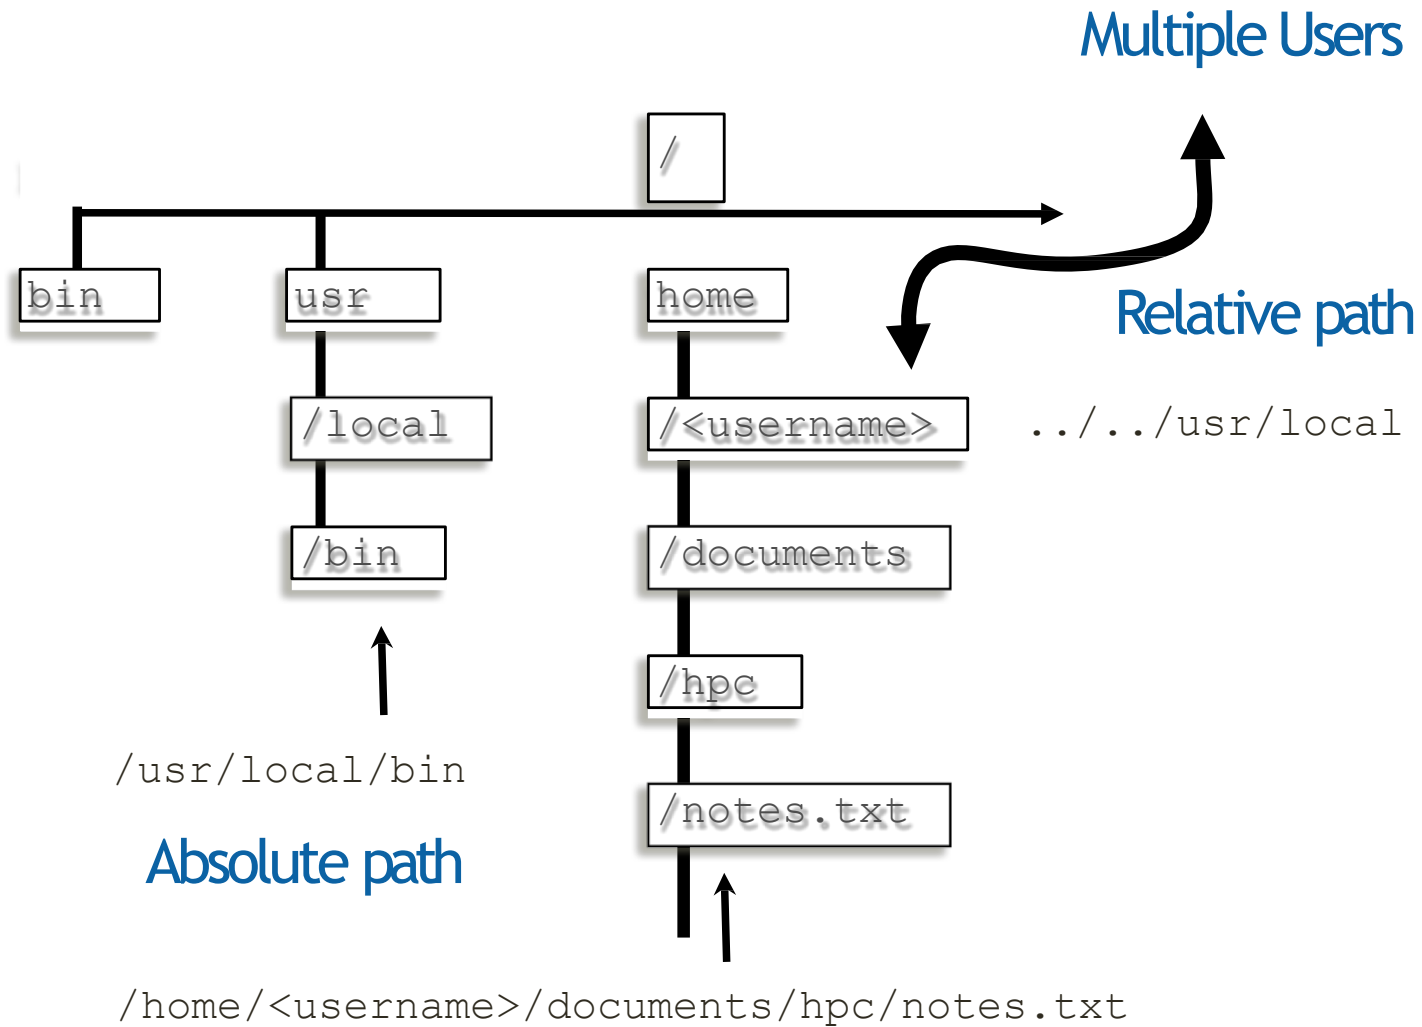 Multiple Users
/
bin
usr
home
Relative path
/local
/<username>
../../usr/local
/bin
/documents
/hpc
/usr/local/bin
/notes.txt
Absolute path
/home/<username>/documents/hpc/notes.txt